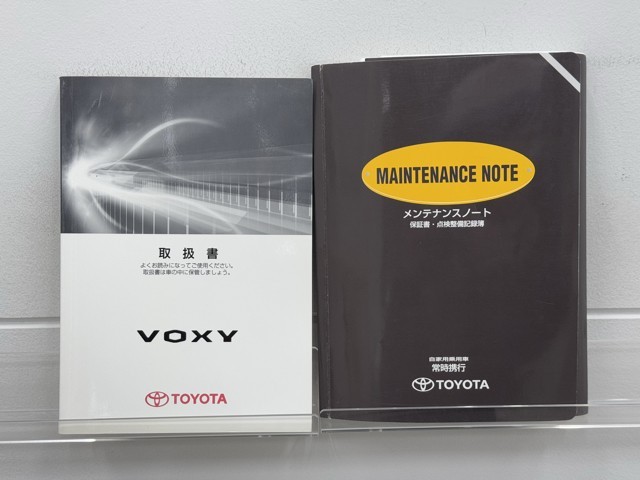 取扱書
よくお読みになってご使用ください。
取扱書は車の中に保管しましょう。
VOXY
TOYOTA
MAINTENANCE NOTE
メンテナンスノート
保証書・点検整備記録簿
自家用乗用車
常時携行
TOYOTA